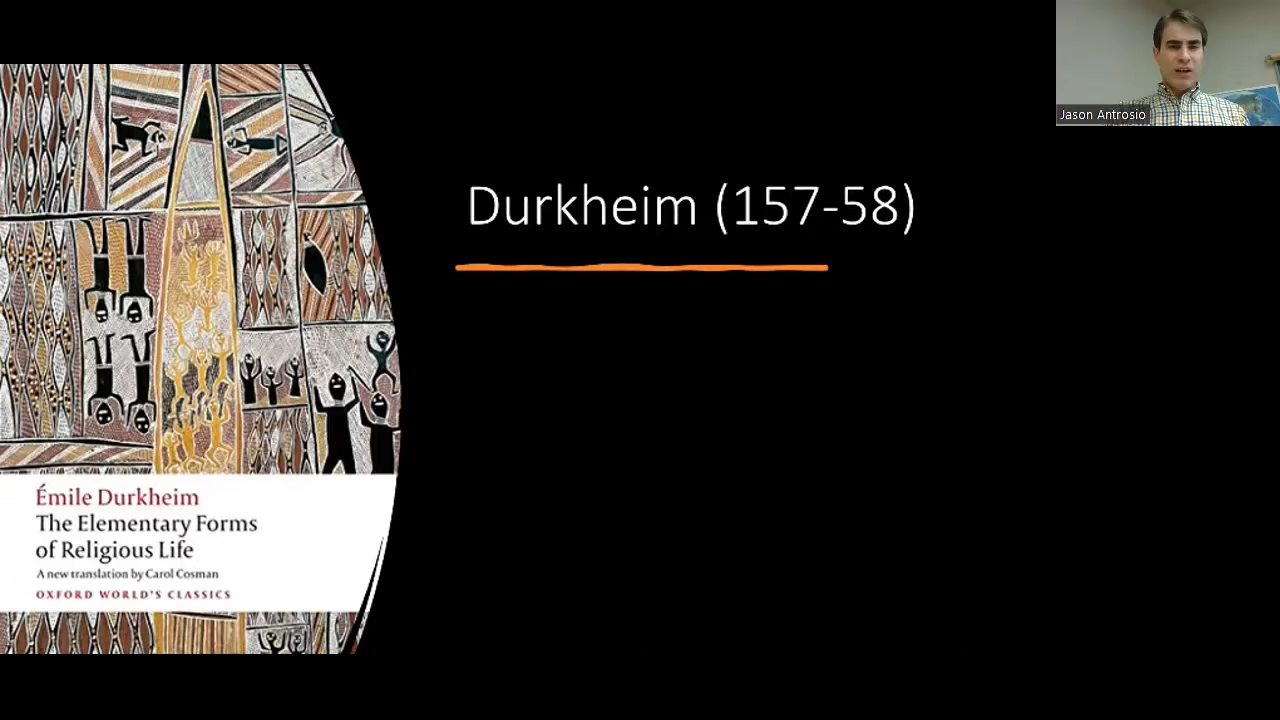 Jason Antrosio
Durkheim (157-58)
Émile Durkheim
The Elementary Forms
of Religious Life
A new translation by Carol Cosman
OXFORD WORLD'S CLASSICS